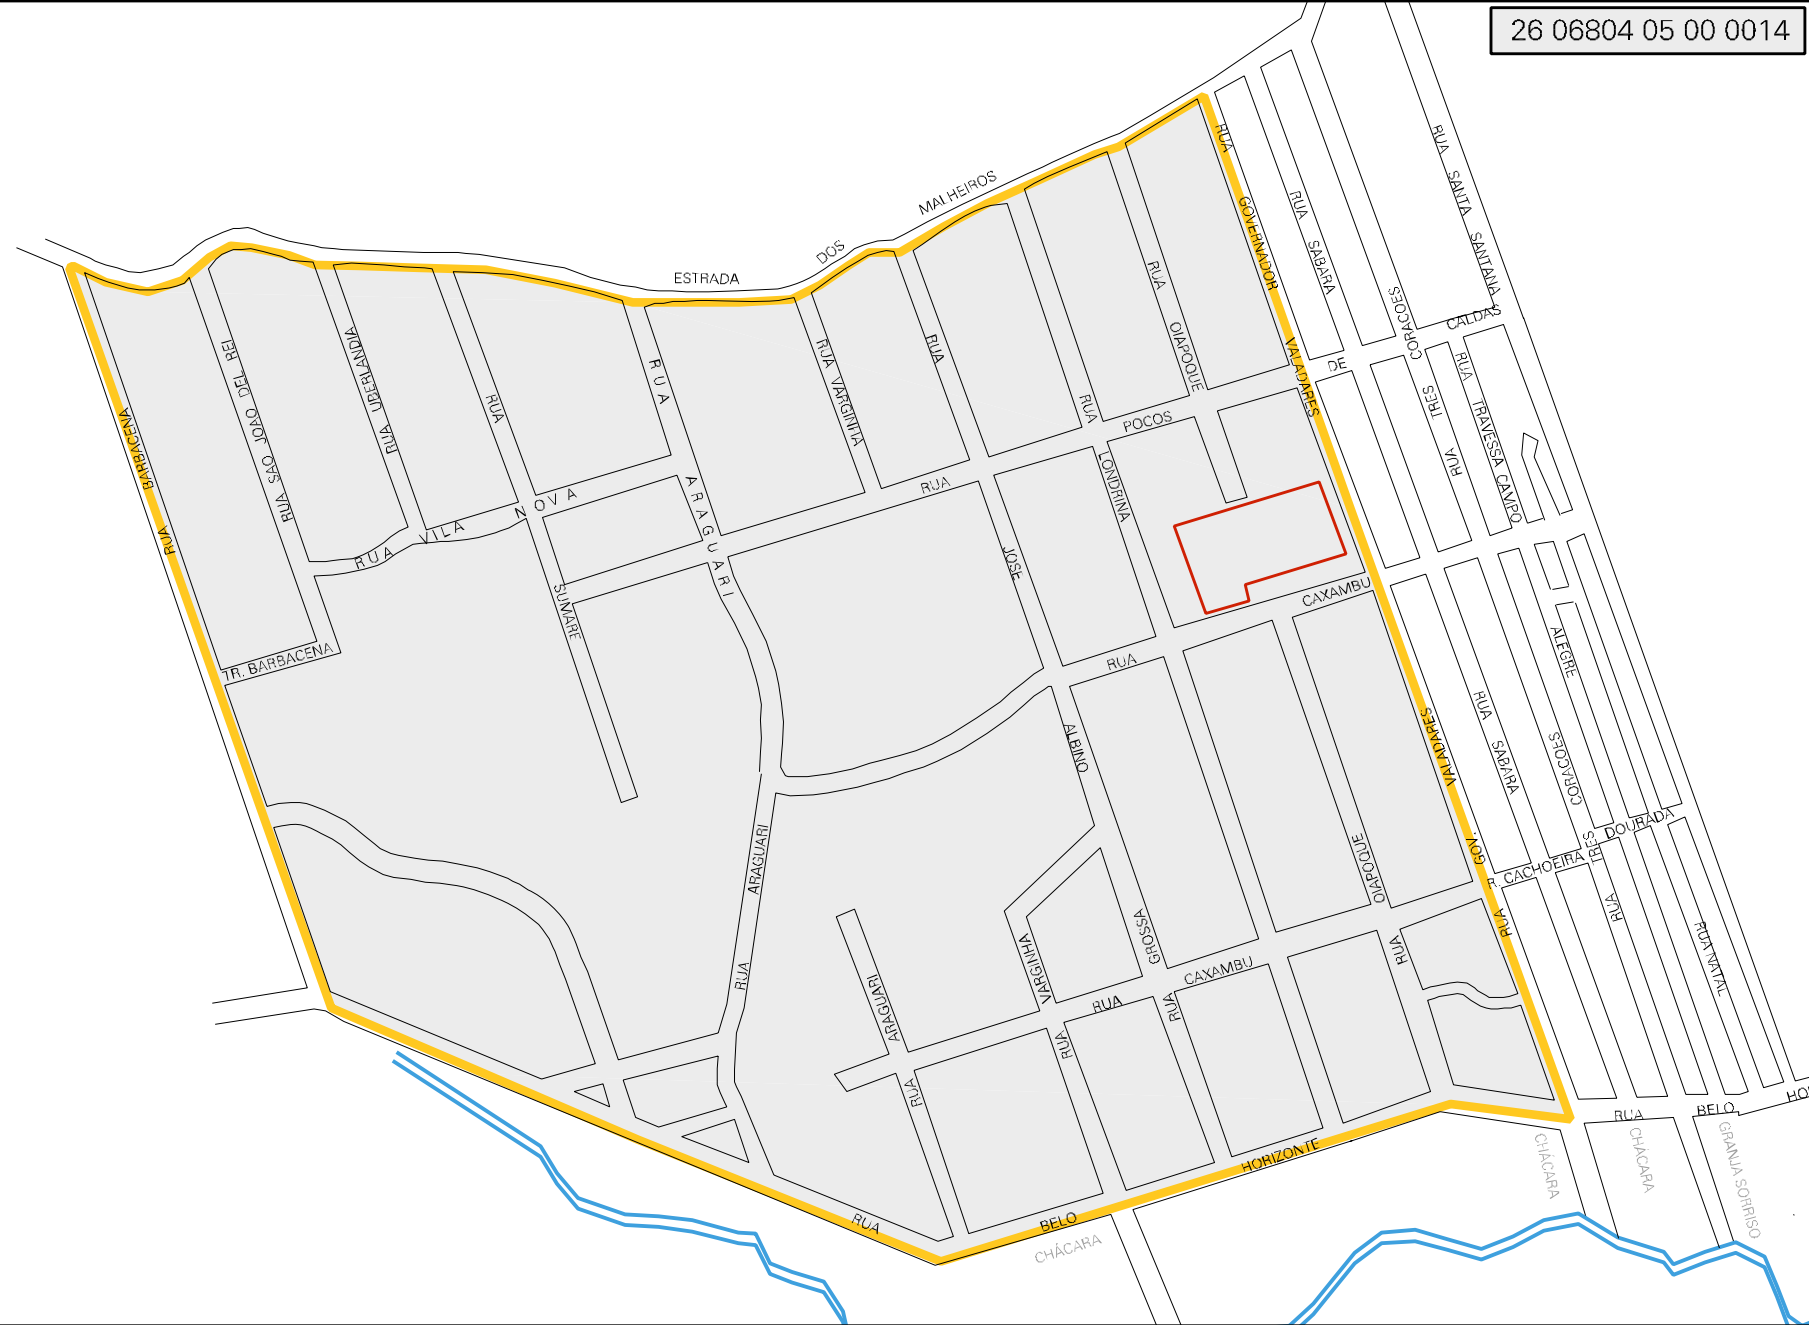 26 06804 05 00 0014
ESTRADA DOS MALHEIROS
RUA GOVERNADOR VALADARES
RUA SABARA
RUA SANTA SANTANA
RUA OIAPOQUE
RUA SAO JOAO DEL REI
RUA UBERLANDIA
RUA SUMARE
RUA ARAGUARI
RUA VARGINHA
RUA JOSE ALBINO GROSSA
RUA LONDRINA
RUA POCOS DE CALDAS
RUA TRES CORACOES
RUA
TRAVESSA CAMPO ALEGRE
RUA BARBACENA
RUA VILA NOVA
TR. BARBACENA
RUA CAXAMBU
RUA GOV. VALADARES
RUA SABARA
RUA TRES CORACOES
R. CACHOEIRA DOURADA
RUA NATAL
RUA ARAGUARI
RUA ARAGUARI
RUA VARGINHA
RUA
RUA OIAPOQUE
RUA CAXAMBU
RUA BELO HORIZONTE
RUA BELO HO
CHÁCARA
CHÁCARA
CHÁCARA
GRANJA SORRISO